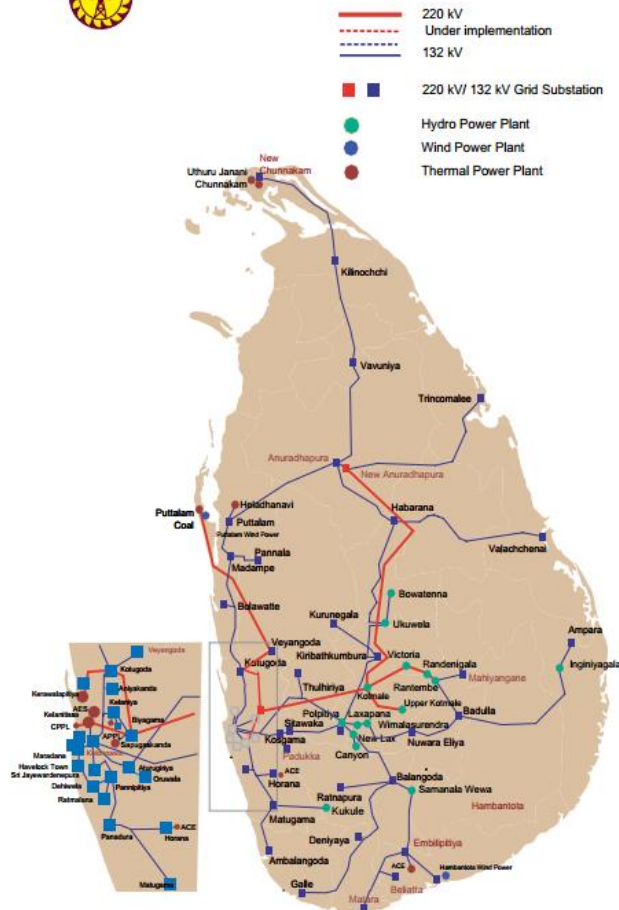 220 kV
Under implementation
132 kV
220 kV/ 132 kV Grid Substation
Hydro Power Plant
Wind Power Plant
Thermal Power Plant
New
Chunnakam
Uthuru Janani
Chunnakam
Kilinochchi
Vavuniya
Trincomalee
Anuradhapura
New Anuradhapura
Heladhanavi
Puttalam
Coal
Puttalam
Puttalam Wind Power
Habarana
Valachchenai
Pannala
Madampe
Bolawatte
Bowatenna
Kurunegala
Ukuwela
Ampara
Veyangoda
Kiribathkumbura
Victoria
Randenigala
Inginiyagala
Kotugoda
Thulhiriya
Kotmale
Rantembe
Mahiyangane
Upper Kotmale
Polpitiya
Laxapana
Badulla
Sitawaka
Wimalasurendra
Kosgama
New-Lax
Nuwara Eliya
Padukka
Canyon
ACE
Horana
Balangoda
Ratnapura
Samanala Wewa
Kukule
Hambantota
Matugama
Deniyaya
Embilipitiya
Ambalangoda
ACE
Hambantota Wind Power
Beliatta
Galle
Matara
Veyangoda
Kotugoda
Kerawalapitiya
Aniyakanda
Kelaniya
AES
Kelanitissa
Biyagama
CPPL
APPL
Sapugaskanda
Kolonnawa
Maradana
Havelock Town
Athurugiriya
Sri Jayewardenepura
Oruwala
Dehiwela
Pannipitiya
Ratmalana
Panadura
ACE
Horana
Matugama